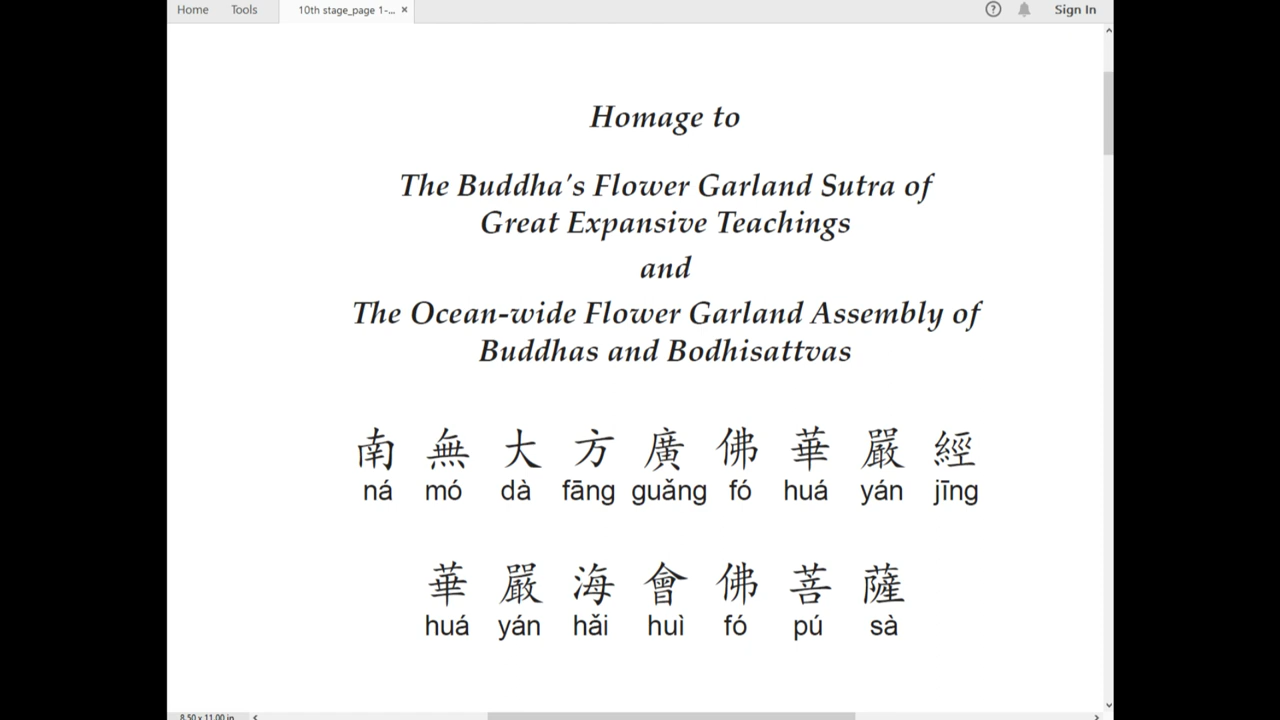 Home Tools 10th stage_page 1-... × ? Sign In
Homage to
The Buddha's Flower Garland Sutra of
Great Expansive Teachings
and
The Ocean-wide Flower Garland Assembly of
Buddhas and Bodhisattvas
南無大方廣佛華嚴經
ná mó dà fāng guǎng fó huá yán jīng
華嚴海會佛菩薩
huá yán hǎi huì fó pú sà
8.50 x 11.00 in